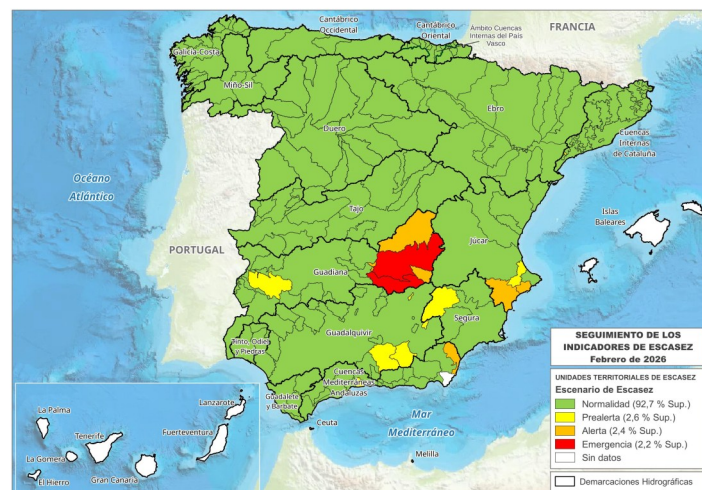 Cantábrico
Occidental
Cantábrico
Oriental
Ámbito Cuencas
Internas del País
Vasco
FRANCIA
Galicia-Costa
Miño-Sil
Ebro
Duero
Cuencas
Internas
de Cataluña
Océano
Atlántico
Tajo
Islas
Baleares
PORTUGAL
Júcar
Guadiana
Segura
Guadalquivir
Tinto, Odiel
y Piedras
Cuencas
Mediterráneas
Andaluzas
Guadalete
y Barbate
Mar
Mediterráneo
Ceuta
Melilla
La Palma
Lanzarote
Tenerife
Fuerteventura
La Gomera
El Hierro
Gran Canaria
SEGUIMIENTO DE LOS
INDICADORES DE ESCASEZ
Febrero de 2026
UNIDADES TERRITORIALES DE ESCASEZ
Escenario de Escasez
Normalidad (92,7 % Sup.)
Prealerta (2,6 % Sup.)
Alerta (2,4 % Sup.)
Emergencia (2,2 % Sup.)
Sin datos
Demarcaciones Hidrográficas